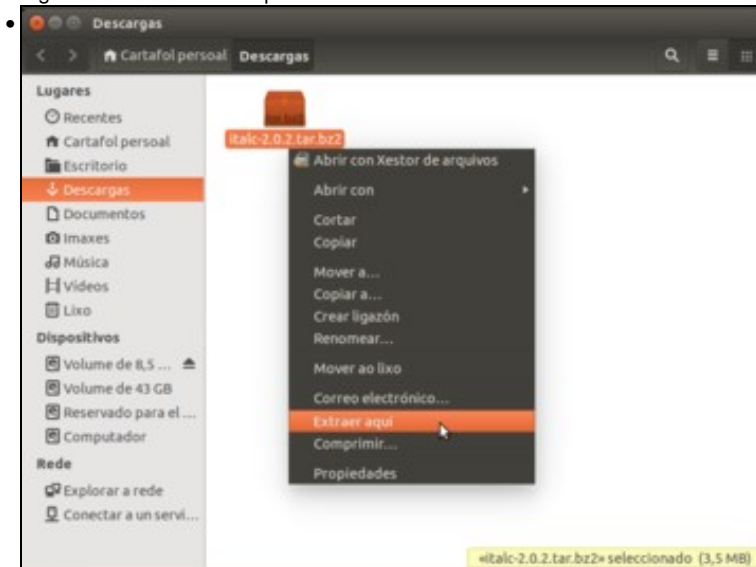 Descargas
Cartafol persoal Descargas
Lugares
Recentes
Cartafol persoal
Escritorio
Descargas
Documentos
Imaxes
Música
Vídeos
Lixo
Dispositivos
Volume de 8,5 ...
Volume de 43 GB
Reservado para el ...
Computador
Rede
Explorar a rede
Conectar a un servi...
italc-2.0.2.tar.bz2
Abrir con Xestor de arquivos
Abrir con
Cortar
Copiar
Mover a...
Copiar a...
Crear ligazón
Renomear...
Mover ao lixo
Correo electrónico...
Extraer aquí
Comprimir...
Propiedades
«italc-2.0.2.tar.bz2» seleccionado (3,5 MB)